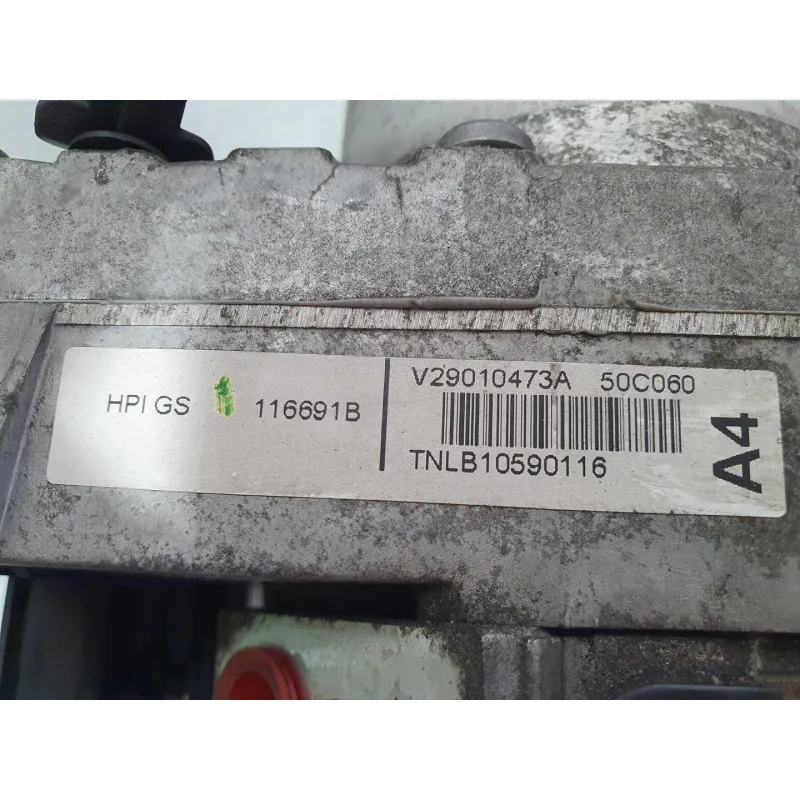 HPI GS 116691B
V29010473A 50C060
TNLB10590116
A4